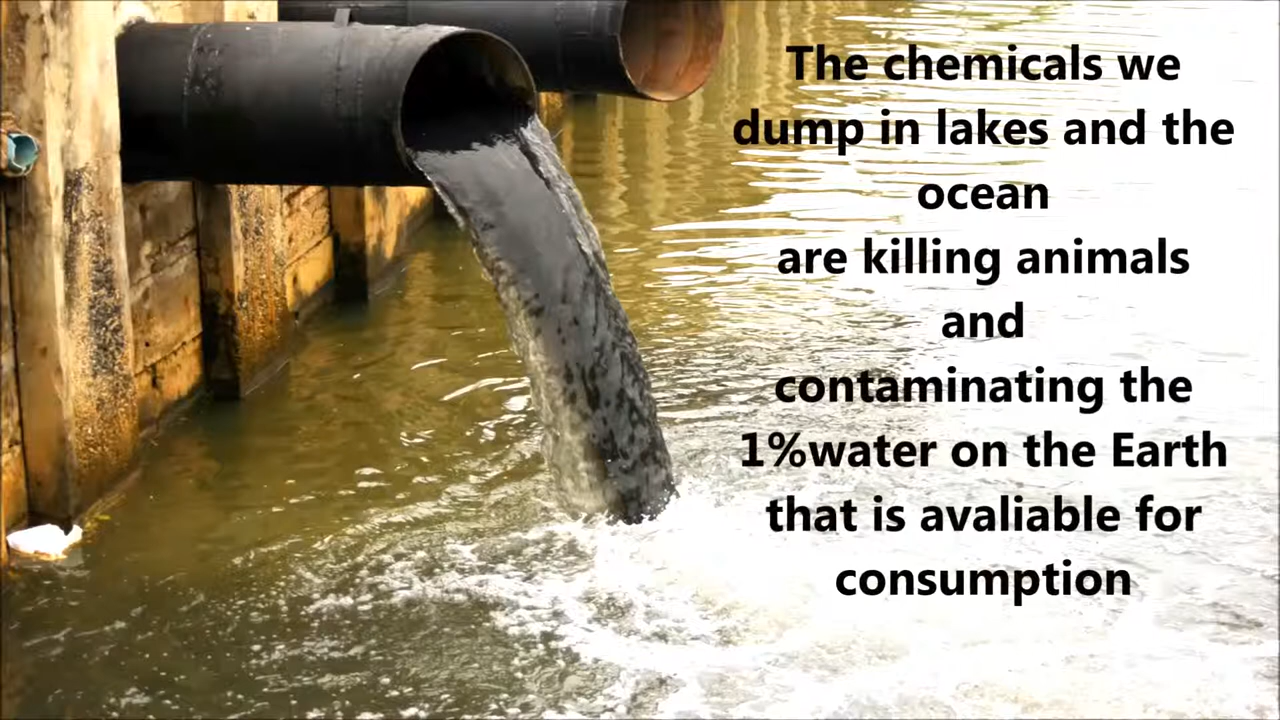 The chemicals we
dump in lakes and the
ocean
are killing animals
and
contaminating the
1%water on the Earth
that is avaliable for
consumption